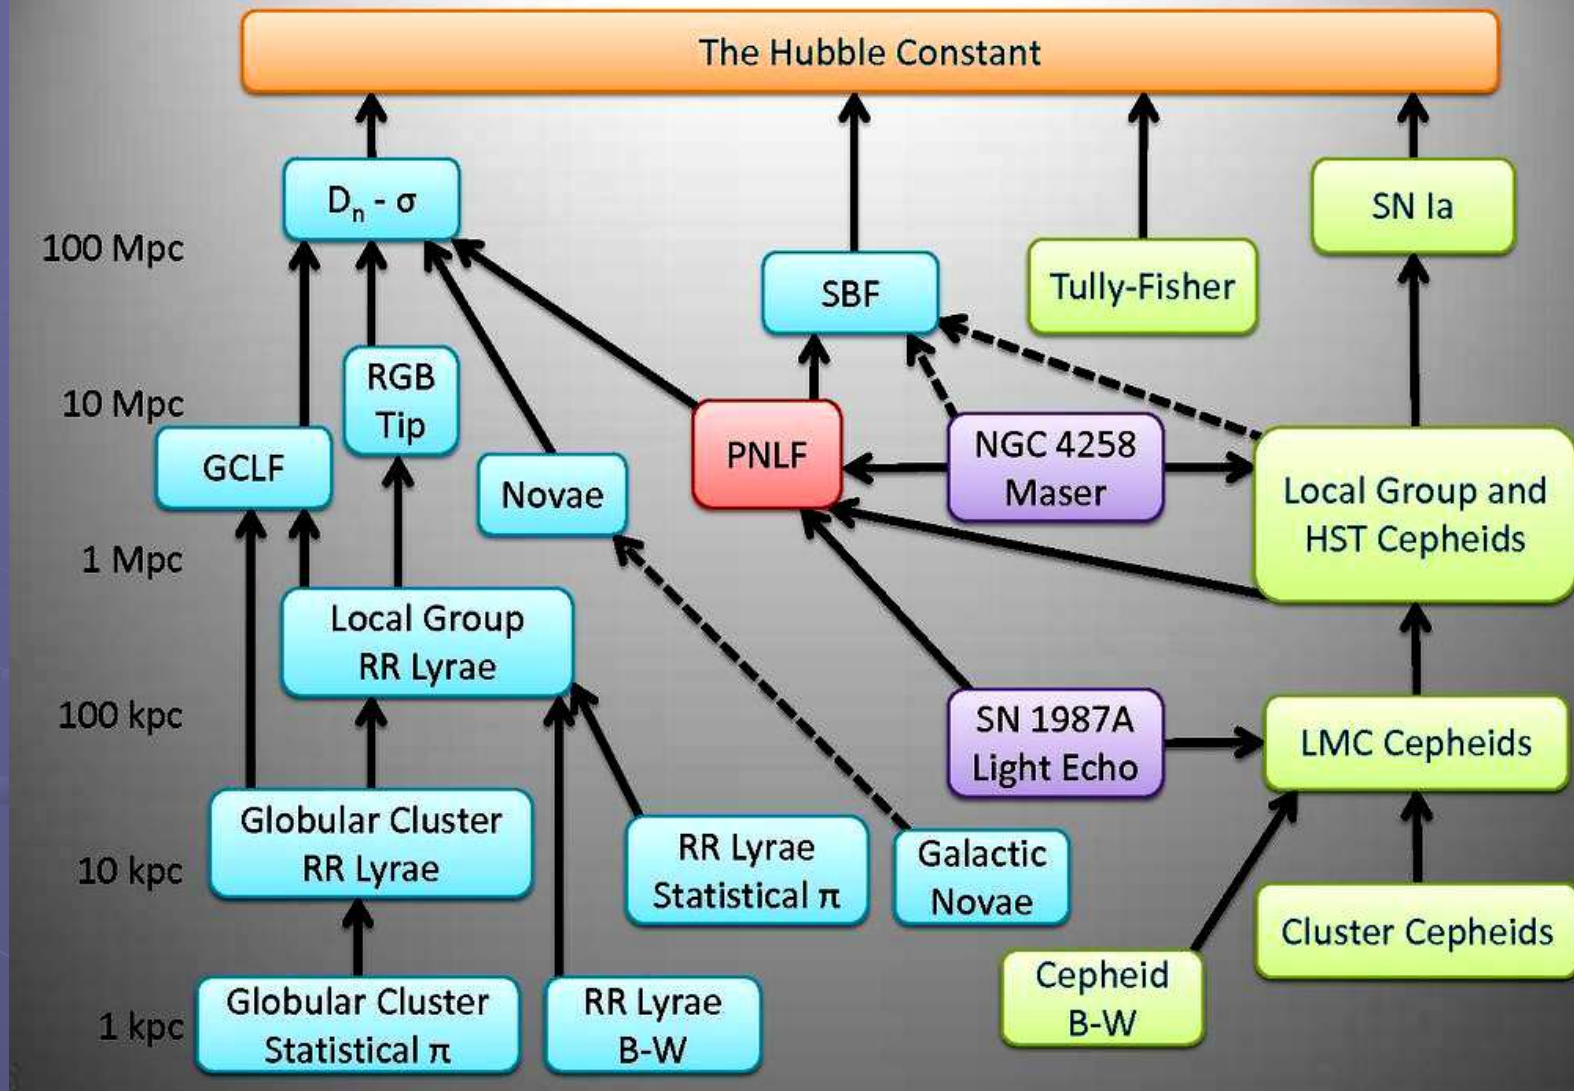 The Hubble Constant
Dn - σ
SN Ia
100 Mpc
SBF
Tully-Fisher
RGB
Tip
10 Mpc
GCLF
Novae
PNLF
NGC 4258
Maser
Local Group and
HST Cepheids
1 Mpc
Local Group
RR Lyrae
100 kpc
SN 1987A
Light Echo
LMC Cepheids
Globular Cluster
RR Lyrae
10 kpc
RR Lyrae
Statistical π
Galactic
Novae
Cluster Cepheids
Cepheid
B-W
1 kpc
Globular Cluster
Statistical π
RR Lyrae
B-W